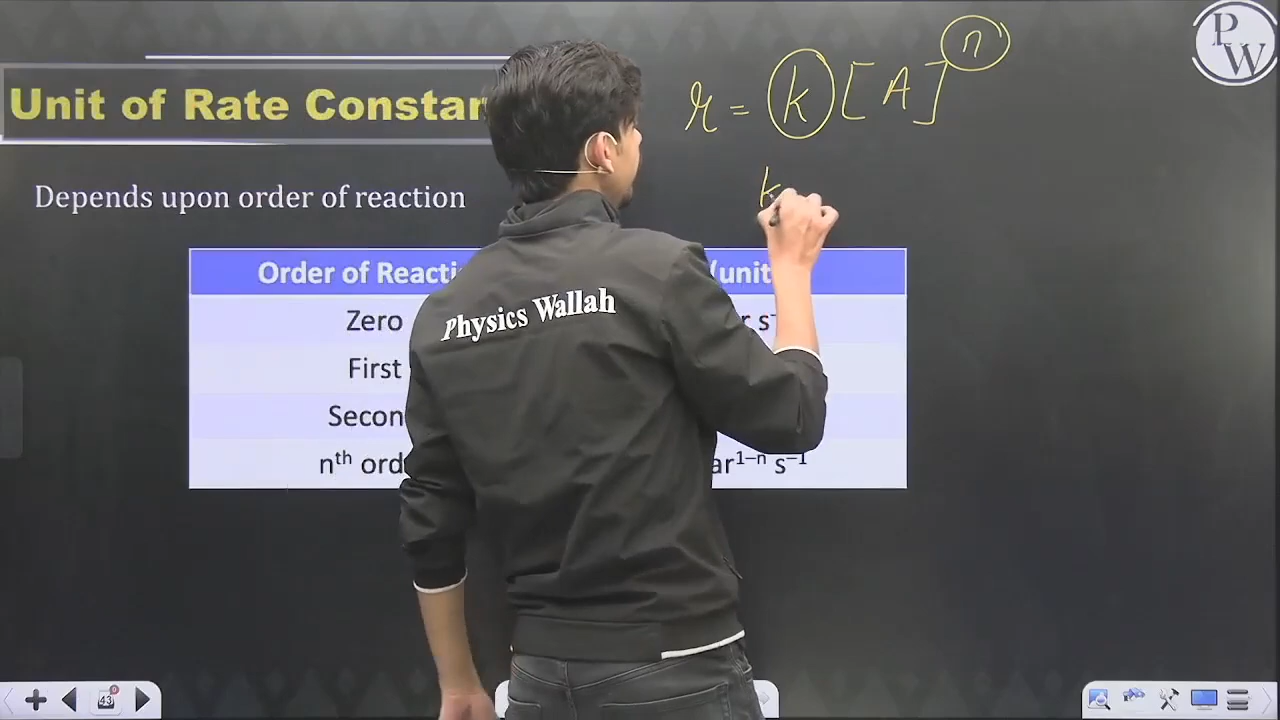 PW
Unit of Rate Constan
r = k [A]ⁿ
Depends upon order of reaction
k
Order of Reacti (unit
Zero r s⁻
First
Secon
nᵗʰ ord ar¹⁻ⁿ s⁻¹
Physics Wallah
43